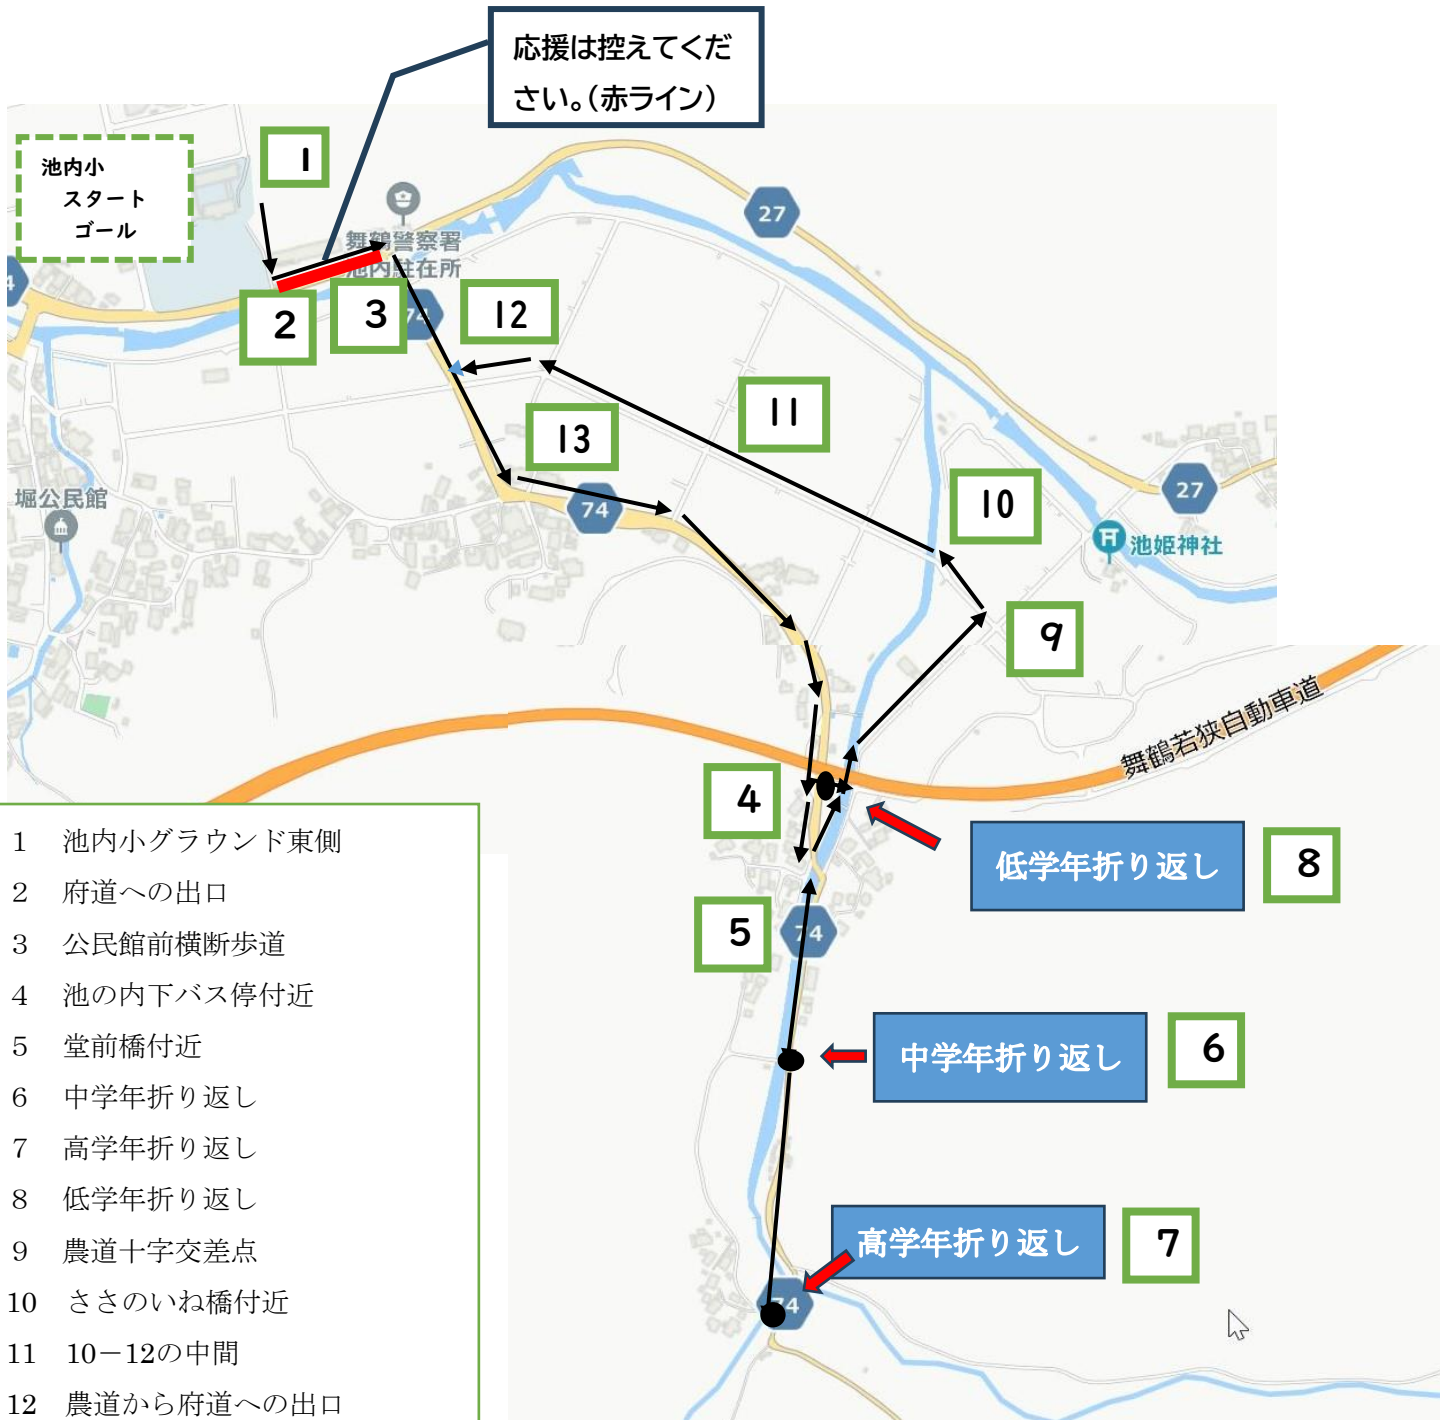 応援は控えてくだ
さい。(赤ライン)
池内小
スタート
ゴール
1
27
舞鶴警察署
池内駐在所
2
3
74
12
11
13
堀公民館
74
10
27
池姫神社
9
舞鶴若狭自動車道
4
低学年折り返し
8
5
74
中学年折り返し
6
高学年折り返し
7
74
1 池内小グラウンド東側
2 府道への出口
3 公民館前横断歩道
4 池の内下バス停付近
5 堂前橋付近
6 中学年折り返し
7 高学年折り返し
8 低学年折り返し
9 農道十字交差点
10 ささのいね橋付近
11 10－12の中間
12 農道から府道への出口